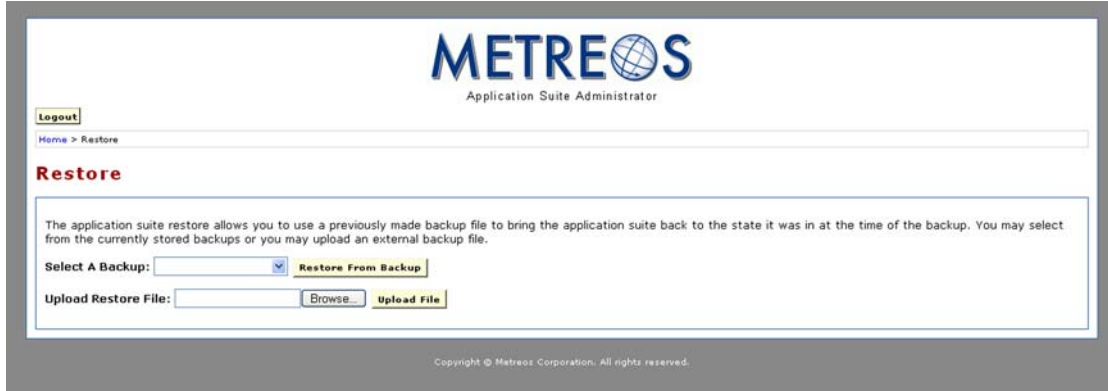 METREOS
Application Suite Administrator
Logout
Home > Restore
Restore
The application suite restore allows you to use a previously made backup file to bring the application suite back to the state it was in at the time of the backup. You may select
from the currently stored backups or you may upload an external backup file.
Select A Backup: Restore From Backup
Upload Restore File: Browse... Upload File
Copyright © Metreos Corporation. All rights reserved.